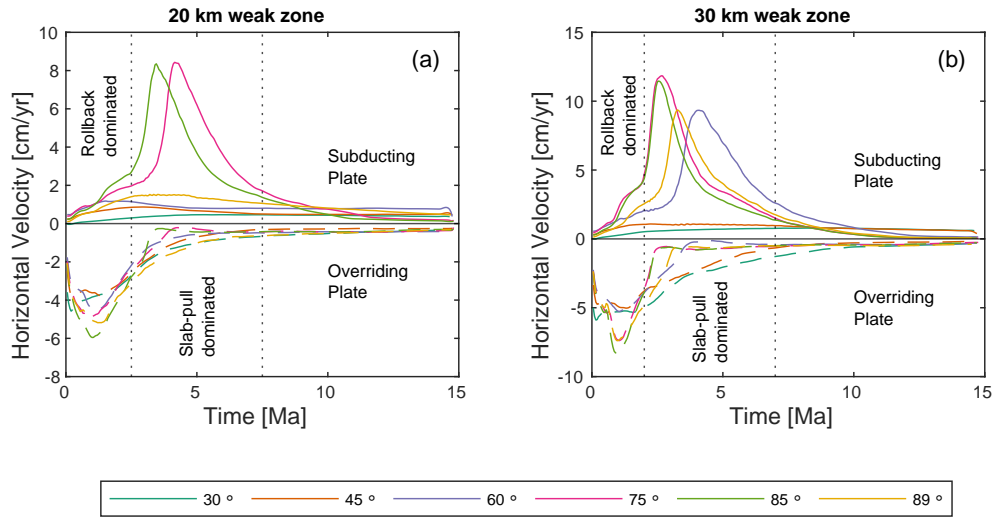 20 km weak zone
(a)
Horizontal Velocity [cm/yr]
10
8
6
4
2
0
-2
-4
-6
-8
0
5
10
15
Time [Ma]
Rollback
dominated
Subducting
Plate
Slab-pull
dominated
Overriding
Plate
30 km weak zone
(b)
Horizontal Velocity [cm/yr]
15
10
5
0
-5
-10
0
5
10
15
Time [Ma]
Rollback
dominated
Subducting
Plate
Slab-pull
dominated
Overriding
Plate
30 º
45 º
60 º
75 º
85 º
89 º